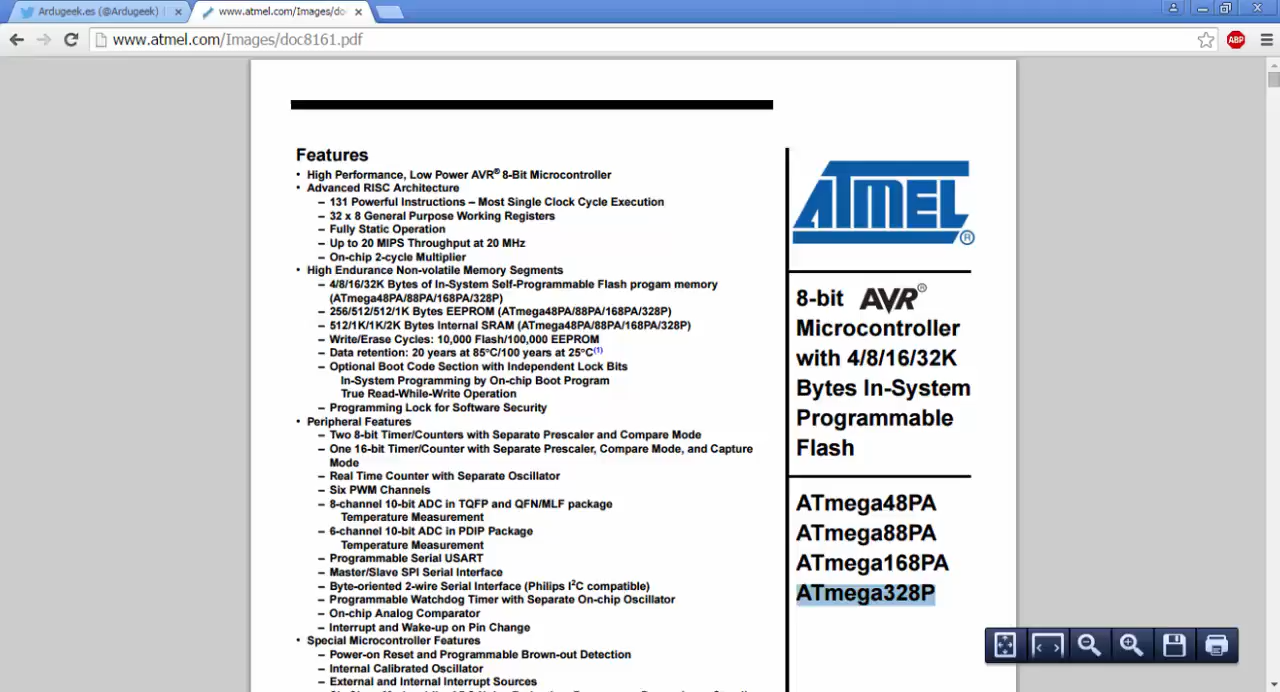 Ardugeek.es (@Ardugeek)
www.atmel.com/Images/do
www.atmel.com/Images/doc8161.pdf
ABP
Features
• High Performance, Low Power AVR® 8-Bit Microcontroller
• Advanced RISC Architecture
– 131 Powerful Instructions – Most Single Clock Cycle Execution
– 32 x 8 General Purpose Working Registers
– Fully Static Operation
– Up to 20 MIPS Throughput at 20 MHz
– On-chip 2-cycle Multiplier
• High Endurance Non-volatile Memory Segments
– 4/8/16/32K Bytes of In-System Self-Programmable Flash progam memory
(ATmega48PA/88PA/168PA/328P)
– 256/512/512/1K Bytes EEPROM (ATmega48PA/88PA/168PA/328P)
– 512/1K/1K/2K Bytes Internal SRAM (ATmega48PA/88PA/168PA/328P)
– Write/Erase Cycles: 10,000 Flash/100,000 EEPROM
– Data retention: 20 years at 85°C/100 years at 25°C(1)
– Optional Boot Code Section with Independent Lock Bits
In-System Programming by On-chip Boot Program
True Read-While-Write Operation
– Programming Lock for Software Security
• Peripheral Features
– Two 8-bit Timer/Counters with Separate Prescaler and Compare Mode
– One 16-bit Timer/Counter with Separate Prescaler, Compare Mode, and Capture
Mode
– Real Time Counter with Separate Oscillator
– Six PWM Channels
– 8-channel 10-bit ADC in TQFP and QFN/MLF package
Temperature Measurement
– 6-channel 10-bit ADC in PDIP Package
Temperature Measurement
– Programmable Serial USART
– Master/Slave SPI Serial Interface
– Byte-oriented 2-wire Serial Interface (Philips I²C compatible)
– Programmable Watchdog Timer with Separate On-chip Oscillator
– On-chip Analog Comparator
– Interrupt and Wake-up on Pin Change
• Special Microcontroller Features
– Power-on Reset and Programmable Brown-out Detection
– Internal Calibrated Oscillator
– External and Internal Interrupt Sources
ATMEL®
8-bit AVR®
Microcontroller
with 4/8/16/32K
Bytes In-System
Programmable
Flash
ATmega48PA
ATmega88PA
ATmega168PA
ATmega328P